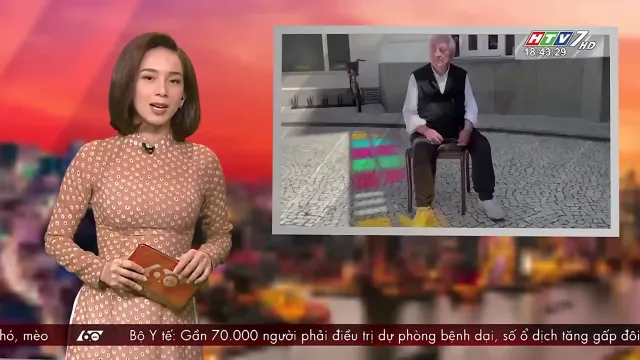 HTV7 HD
18:43:29
hó, mèo 60 Bộ Y tế: Gần 70.000 người phải điều trị dự phòng bệnh dại, số ổ dịch tăng gấp đôi